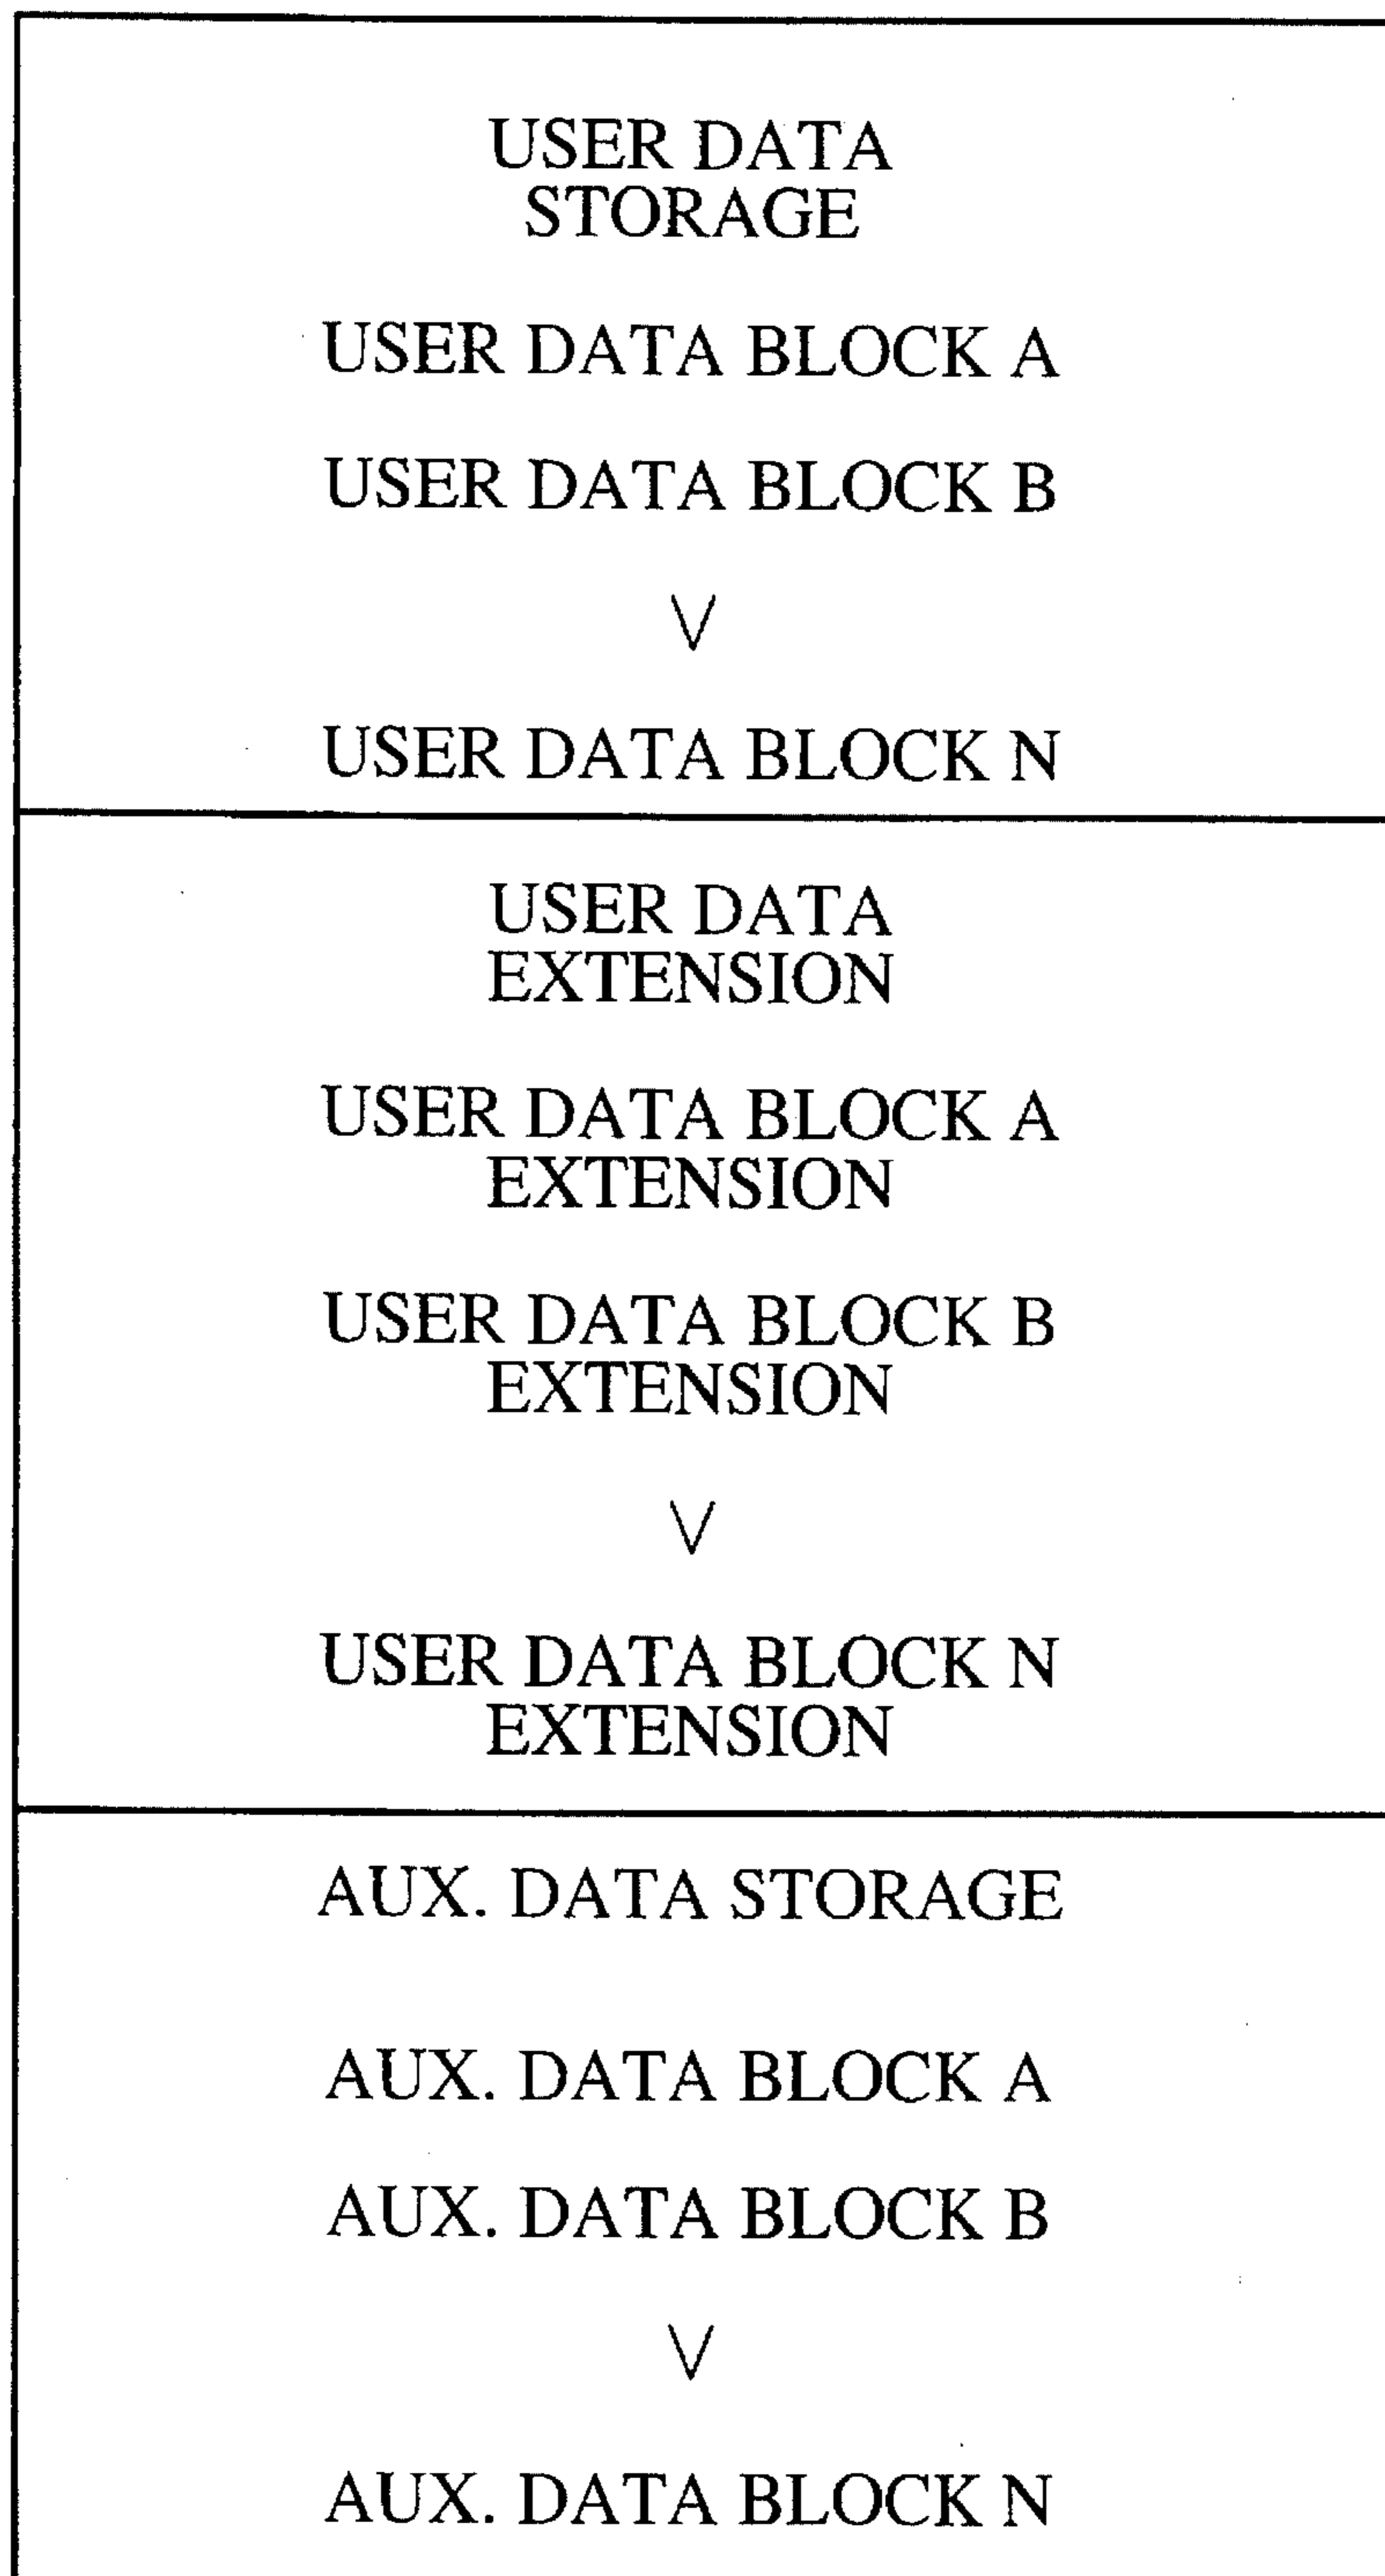 USER DATA
STORAGE
USER DATA BLOCK A
USER DATA BLOCK B
V
USER DATA BLOCK N
USER DATA
EXTENSION
USER DATA BLOCK A
EXTENSION
USER DATA BLOCK B
EXTENSION
V
USER DATA BLOCK N
EXTENSION
AUX. DATA STORAGE
AUX. DATA BLOCK A
AUX. DATA BLOCK B
V
AUX. DATA BLOCK N